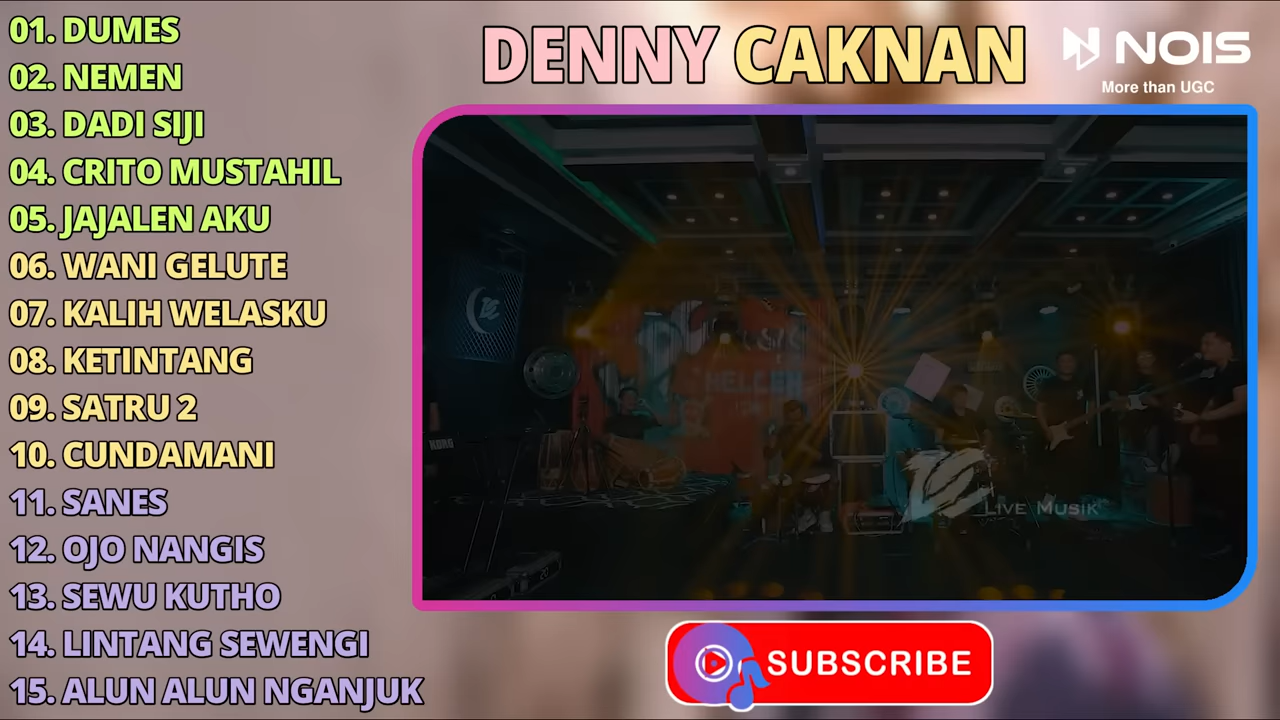 01. DUMES
02. NEMEN
03. DADI SIJI
04. CRITO MUSTAHIL
05. JAJALEN AKU
06. WANI GELUTE
07. KALIH WELASKU
08. KETINTANG
09. SATRU 2
10. CUNDAMANI
11. SANES
12. OJO NANGIS
13. SEWU KUTHO
14. LINTANG SEWENGI
15. ALUN ALUN NGANJUK
DENNY CAKNAN
NOIS
More than UGC
KORG
LIVE MUSIK
SUBSCRIBE